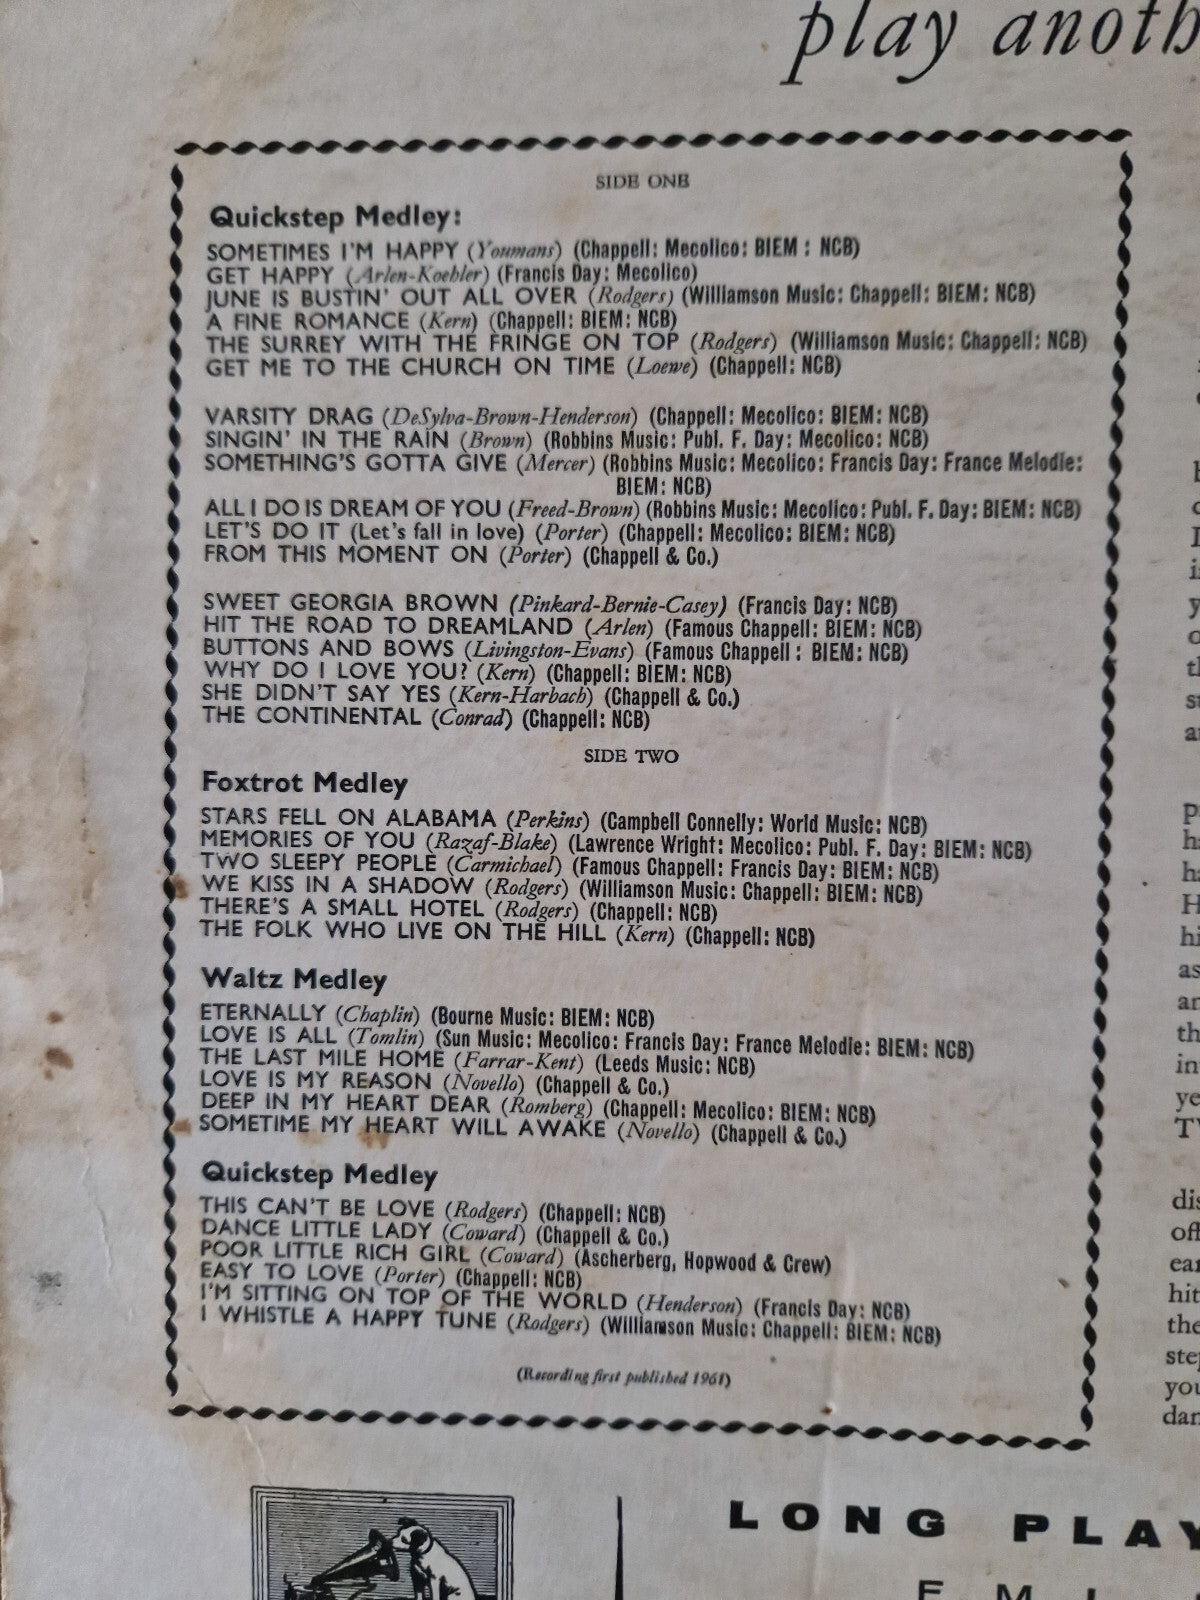 play anoth
SIDE ONE
Quickstep Medley:
SOMETIMES I'M HAPPY (Youmans) (Chappell: Mecolico: BIEM : NCB)
GET HAPPY (Arlen-Koehler) (Francis Day: Mecolico)
JUNE IS BUSTIN' OUT ALL OVER (Rodgers) (Williamson Music: Chappell: BIEM: NCB)
A FINE ROMANCE (Kern) (Chappell: BIEM: NCB)
THE SURREY WITH THE FRINGE ON TOP (Rodgers) (Williamson Music: Chappell: NCB)
GET ME TO THE CHURCH ON TIME (Loewe) (Chappell: NCB)
VARSITY DRAG (DeSylva-Brown-Henderson) (Chappell: Mecolico: BIEM: NCB)
SINGIN' IN THE RAIN (Brown) (Robbins Music: Publ. F. Day: Mecolico: NCB)
SOMETHING'S GOTTA GIVE (Mercer) (Robbins Music: Mecolico: Francis Day: France Melodie:
BIEM: NCB)
ALL I DO IS DREAM OF YOU (Freed-Brown) (Robbins Music: Mecolico: Publ. F. Day: BIEM: NCB)
LET'S DO IT (Let's fall in love) (Porter) (Chappell: Mecolico: BIEM: NCB)
FROM THIS MOMENT ON (Porter) (Chappell & Co.)
SWEET GEORGIA BROWN (Pinkard-Bernie-Casey) (Francis Day: NCB)
HIT THE ROAD TO DREAMLAND (Arlen) (Famous Chappell: BIEM: NCB)
BUTTONS AND BOWS (Livingston-Evans) (Famous Chappell : BIEM: NCB)
WHY DO I LOVE YOU? (Kern) (Chappell: BIEM: NCB)
SHE DIDN'T SAY YES (Kern-Harbach) (Chappell & Co.)
THE CONTINENTAL (Conrad) (Chappell: NCB)
SIDE TWO
Foxtrot Medley
STARS FELL ON ALABAMA (Perkins) (Campbell Connelly: World Music: NCB)
MEMORIES OF YOU (Razaf-Blake) (Lawrence Wright: Mecolico: Publ. F. Day: BIEM: NCB)
TWO SLEEPY PEOPLE (Carmichael) (Famous Chappell: Francis Day: BIEM: NCB)
WE KISS IN A SHADOW (Rodgers) (Williamson Music: Chappell: BIEM: NCB)
THERE'S A SMALL HOTEL (Rodgers) (Chappell: NCB)
THE FOLK WHO LIVE ON THE HILL (Kern) (Chappell: NCB)
Waltz Medley
ETERNALLY (Chaplin) (Bourne Music: BIEM: NCB)
LOVE IS ALL (Tomlin) (Sun Music: Mecolico: Francis Day: France Melodie: BIEM: NCB)
THE LAST MILE HOME (Farrar-Kent) (Leeds Music: NCB)
LOVE IS MY REASON (Novello) (Chappell & Co.)
DEEP IN MY HEART DEAR (Romberg) (Chappell: Mecolico: BIEM: NCB)
SOMETIME MY HEART WILL AWAKE (Novello) (Chappell & Co.)
Quickstep Medley
THIS CAN'T BE LOVE (Rodgers) (Chappell: NCB)
DANCE LITTLE LADY (Coward) (Chappell & Co.)
POOR LITTLE RICH GIRL (Coward) (Ascherberg, Hopwood & Crew)
EASY TO LOVE (Porter) (Chappell: NCB)
I'M SITTING ON TOP OF THE WORLD (Henderson) (Francis Day: NCB)
I WHISTLE A HAPPY TUNE (Rodgers) (Williamson Music: Chappell: BIEM: NCB)
(Recording first published 1961)
LONG PLAY